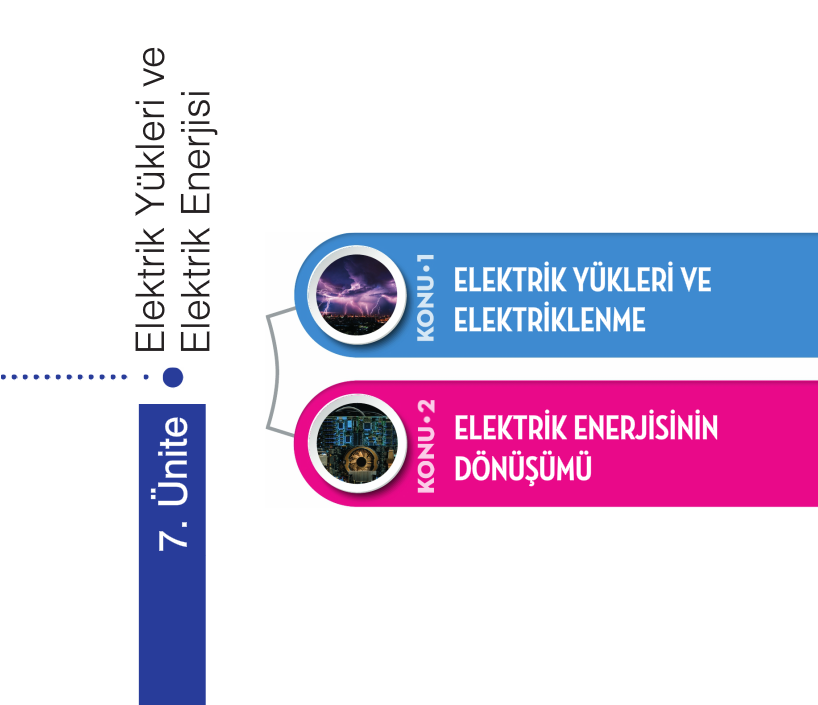 7. Ünite
Elektrik Yükleri ve
Elektrik Enerjisi
KONU•1
ELEKTRİK YÜKLERİ VE
ELEKTRİKLENME
KONU•2
ELEKTRİK ENERJİSİNİN
DÖNÜŞÜMÜ